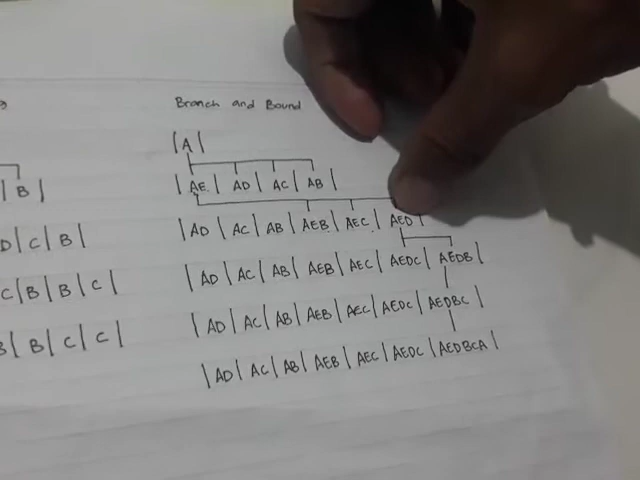 Branch and Bound
|A|
|AE|AD|AC|AB|
|B|
|AD|AC|AB|AEB|AEC|AED|
D|C|B|
|AD|AC|AB|AEB|AEC|AEDC|AEDB|
C|B|B|C|
|AD|AC|AB|AEB|AEC|AEDC|AEDBC|
B|B|C|C|
|AD|AC|AB|AEB|AEC|AEDC|AEDBCA|